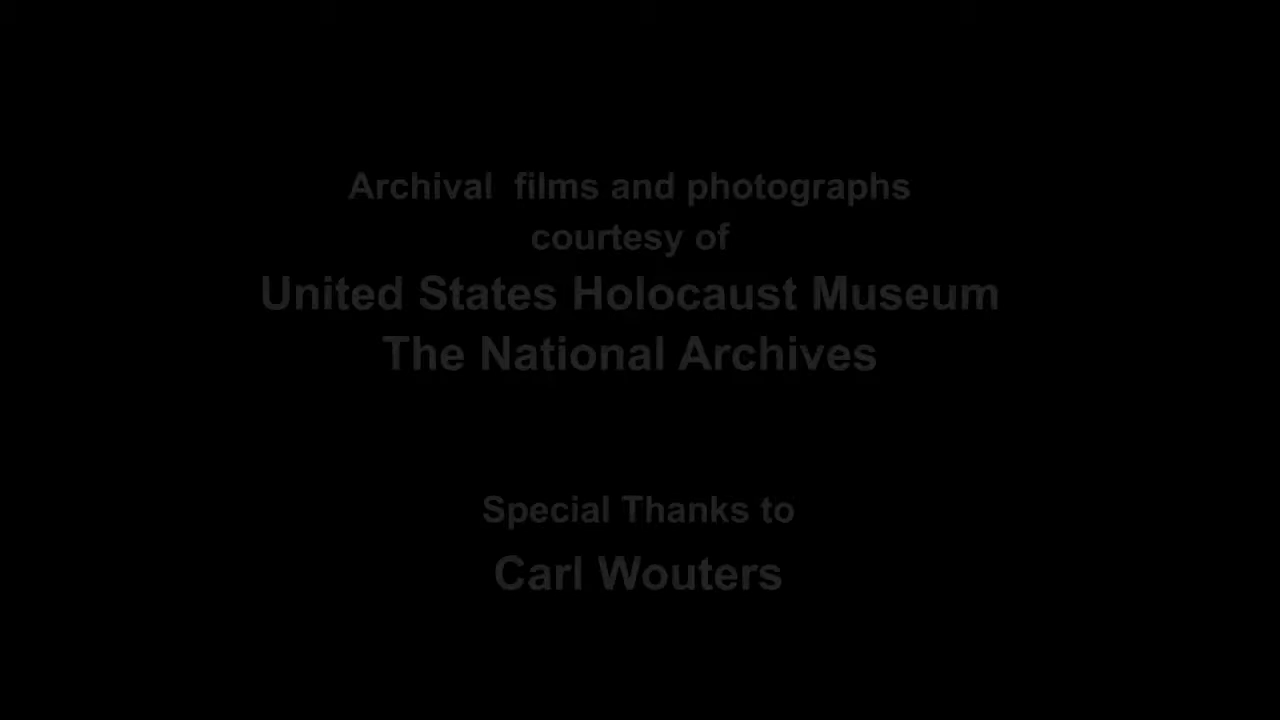 Archival  films and photographs
courtesy of
United States Holocaust Museum
The National Archives
Special Thanks to
Carl Wouters